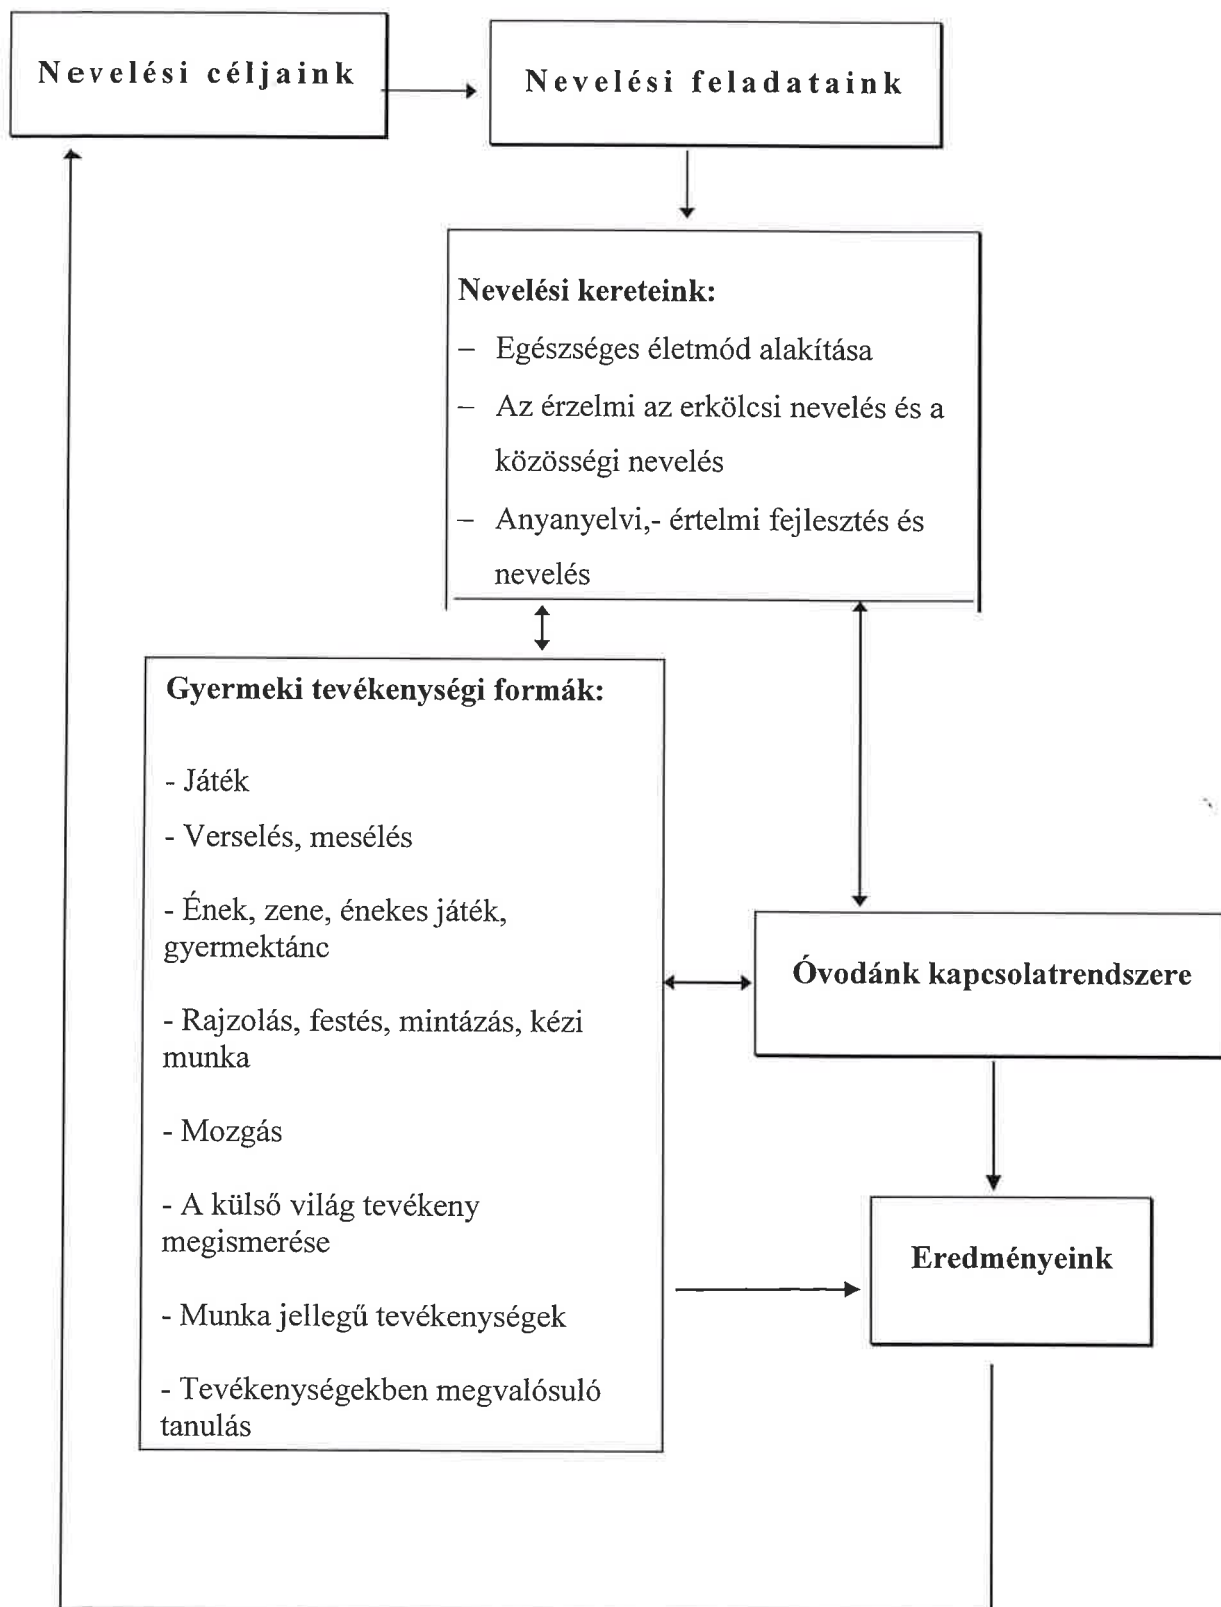 Nevelési céljaink
Nevelési feladataink
Nevelési kereteink:
– Egészséges életmód alakítása
– Az érzelmi az erkölcsi nevelés és a
közösségi nevelés
– Anyanyelvi,- értelmi fejlesztés és
nevelés
Gyermeki tevékenységi formák:
- Játék
- Verselés, mesélés
- Ének, zene, énekes játék,
gyermektánc
- Rajzolás, festés, mintázás, kézi
munka
- Mozgás
- A külső világ tevékeny
megismerése
- Munka jellegű tevékenységek
- Tevékenységekben megvalósuló
tanulás
Óvodánk kapcsolatrendszere
Eredményeink